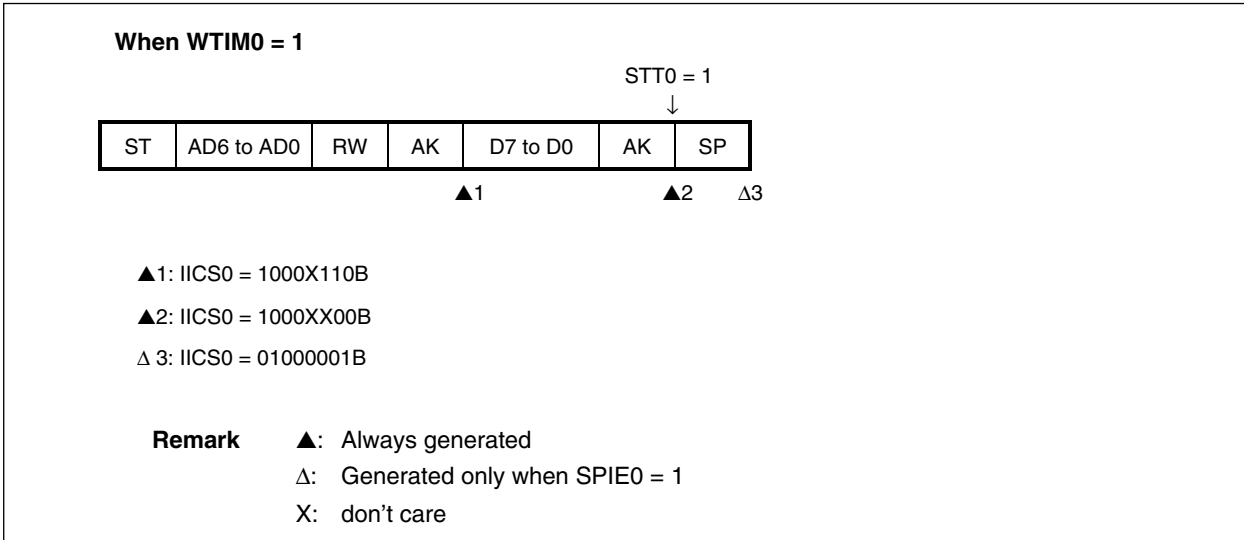 When WTIM0 = 1
STT0 = 1
↓
ST AD6 to AD0 RW AK D7 to D0 AK SP
▲1 ▲2 Δ3
▲1: IICS0 = 1000X110B
▲2: IICS0 = 1000XX00B
Δ 3: IICS0 = 01000001B
Remark ▲: Always generated
Δ: Generated only when SPIE0 = 1
X: don't care